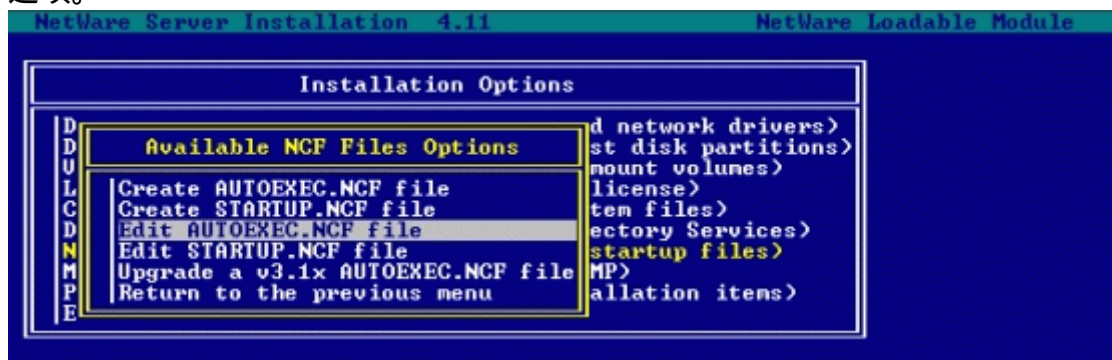 选项。
NetWare Server Installation 4.11 NetWare Loadable Module
Installation Options
D d network drivers)
D Available NCF Files Options st disk partitions)
U mount volumes)
L Create AUTOEXEC.NCF file license)
C Create STARTUP.NCF file tem files)
D Edit AUTOEXEC.NCF file ectory Services)
N Edit STARTUP.NCF file startup files)
M Upgrade a v3.1x AUTOEXEC.NCF file MP)
P Return to the previous menu allation items)
E